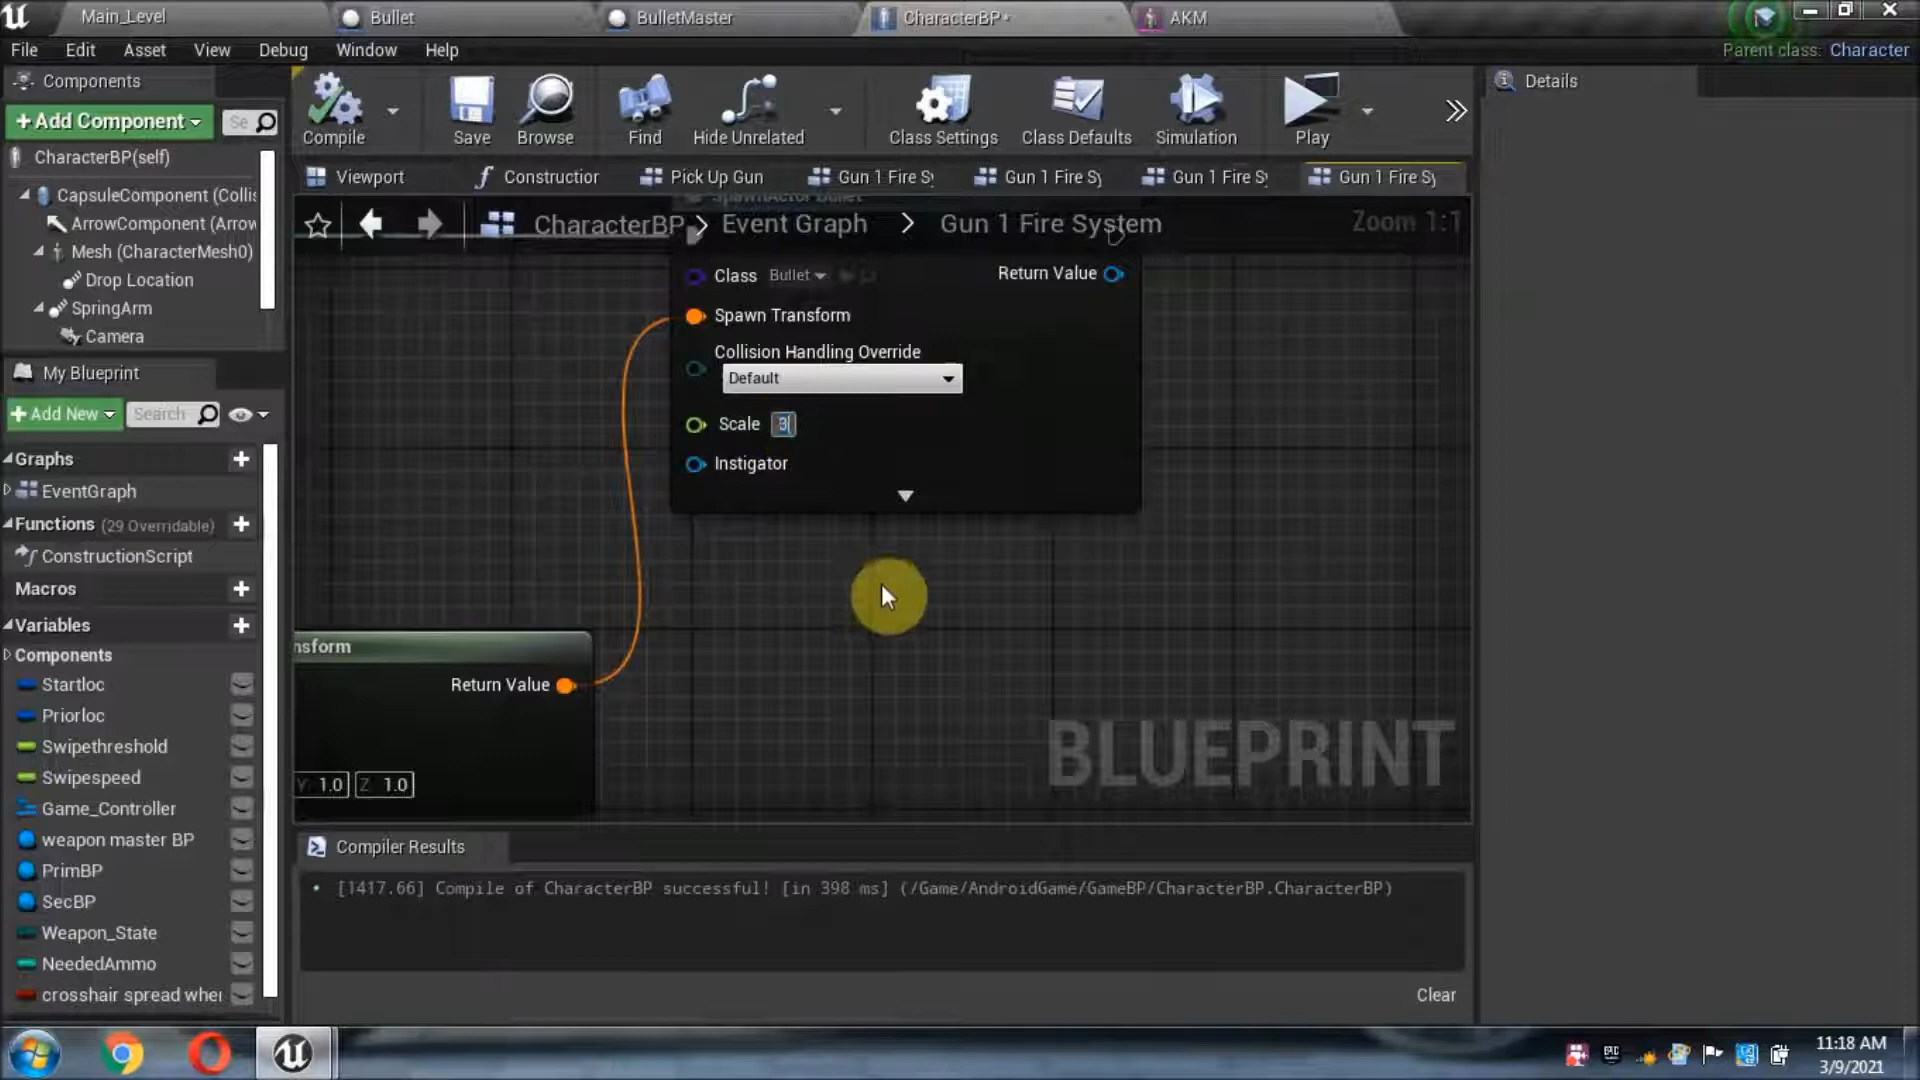 Main_Level
Bullet
BulletMaster
CharacterBP*
AKM
File Edit Asset View Debug Window Help
Parent class: Character
Components
+Add Component
Se
CharacterBP(self)
CapsuleComponent (Collis
ArrowComponent (Arrow
Mesh (CharacterMesh0)
Drop Location
SpringArm
Camera
Compile
Save
Browse
Find
Hide Unrelated
Class Settings
Class Defaults
Simulation
Play
Details
Viewport
Constructior
Pick Up Gun
Gun 1 Fire Sy
Gun 1 Fire Sy
Gun 1 Fire Sy
Gun 1 Fire Sy
CharacterBP > Event Graph > Gun 1 Fire System
Zoom 1:1
SpawnActor Bullet
Class Bullet
Return Value
Spawn Transform
Collision Handling Override
Default
Scale 3
Instigator
nsform
Return Value
Y 1.0 Z 1.0
BLUEPRINT
My Blueprint
+Add New
Search
Graphs
EventGraph
Functions (29 Overridable)
ConstructionScript
Macros
Variables
Components
Startloc
Priorloc
Swipethreshold
Swipespeed
Game_Controller
weapon master BP
PrimBP
SecBP
Weapon_State
NeededAmmo
crosshair spread wher
Compiler Results
[1417.66] Compile of CharacterBP successful! [in 398 ms] (/Game/AndroidGame/GameBP/CharacterBP.CharacterBP)
Clear
11:18 AM
3/9/2021